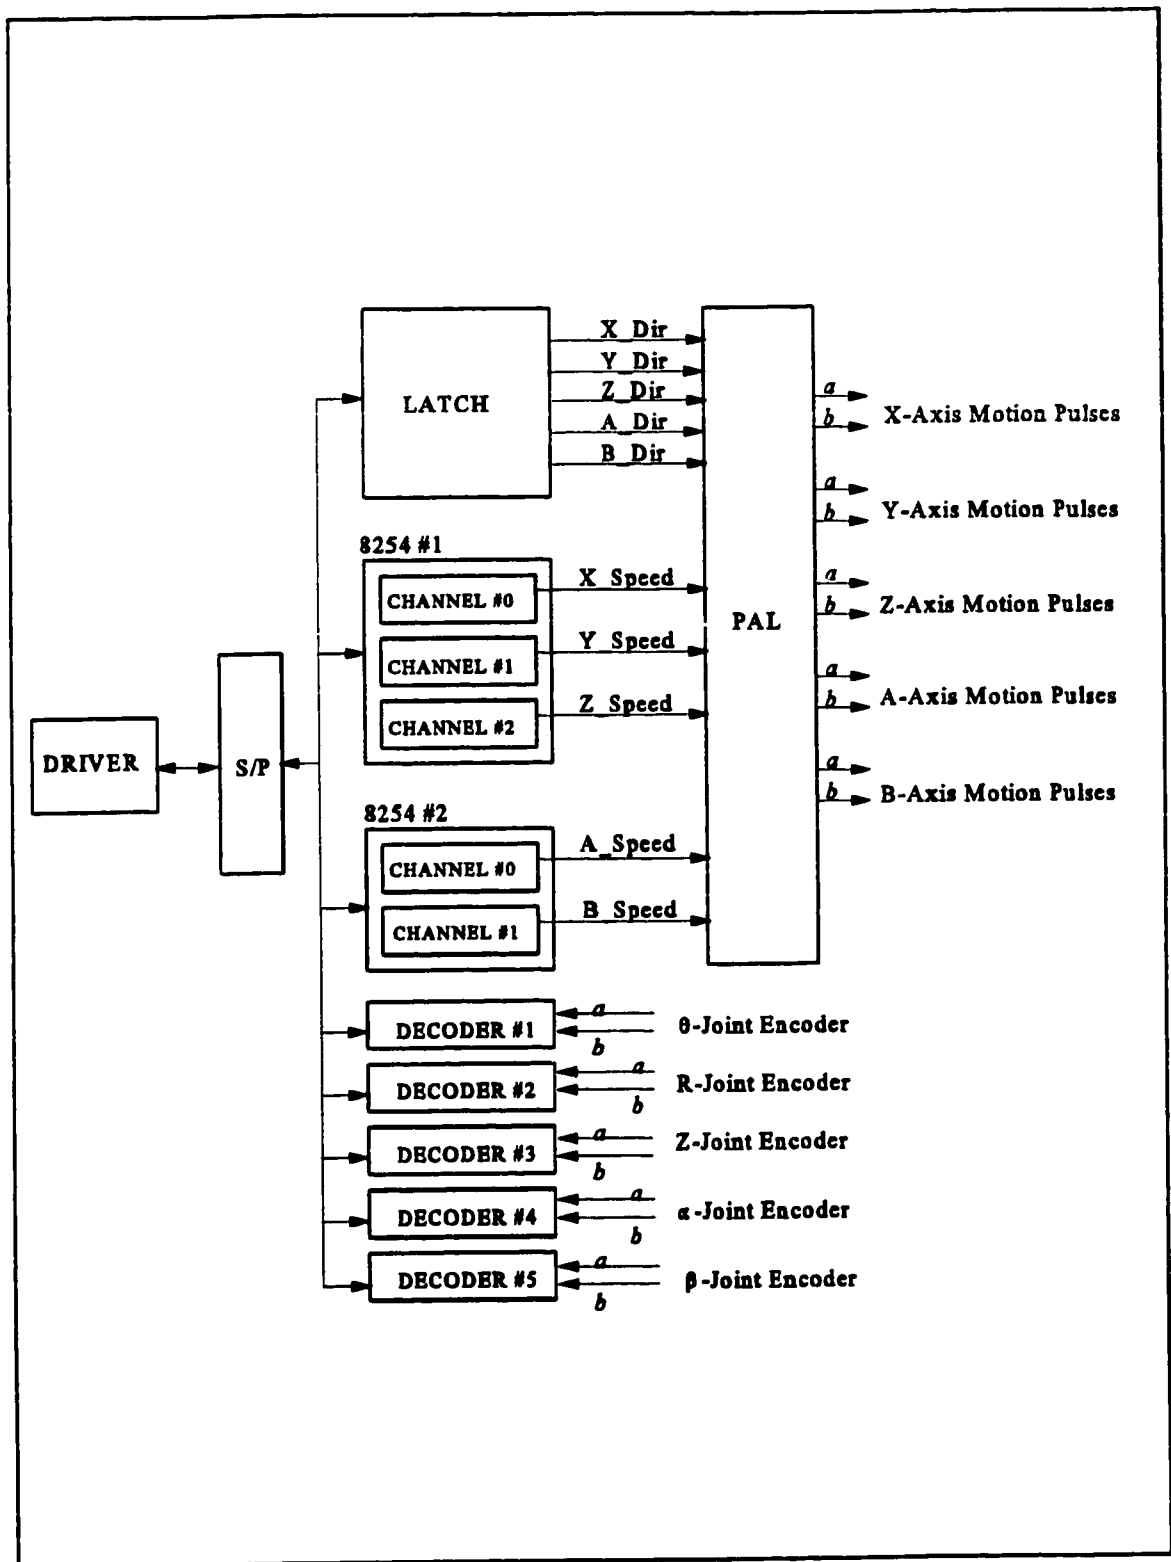 X_Dir
Y_Dir
Z_Dir
A_Dir
B_Dir
LATCH
a
b
X-Axis Motion Pulses
a
b
Y-Axis Motion Pulses
8254 #1
CHANNEL #0
CHANNEL #1
CHANNEL #2
X_Speed
Y_Speed
Z_Speed
PAL
a
b
Z-Axis Motion Pulses
a
b
A-Axis Motion Pulses
a
b
B-Axis Motion Pulses
DRIVER
S/P
8254 #2
CHANNEL #0
CHANNEL #1
A_Speed
B_Speed
DECODER #1
a
b
θ-Joint Encoder
DECODER #2
a
b
R-Joint Encoder
DECODER #3
a
b
Z-Joint Encoder
DECODER #4
a
b
α-Joint Encoder
DECODER #5
a
b
β-Joint Encoder